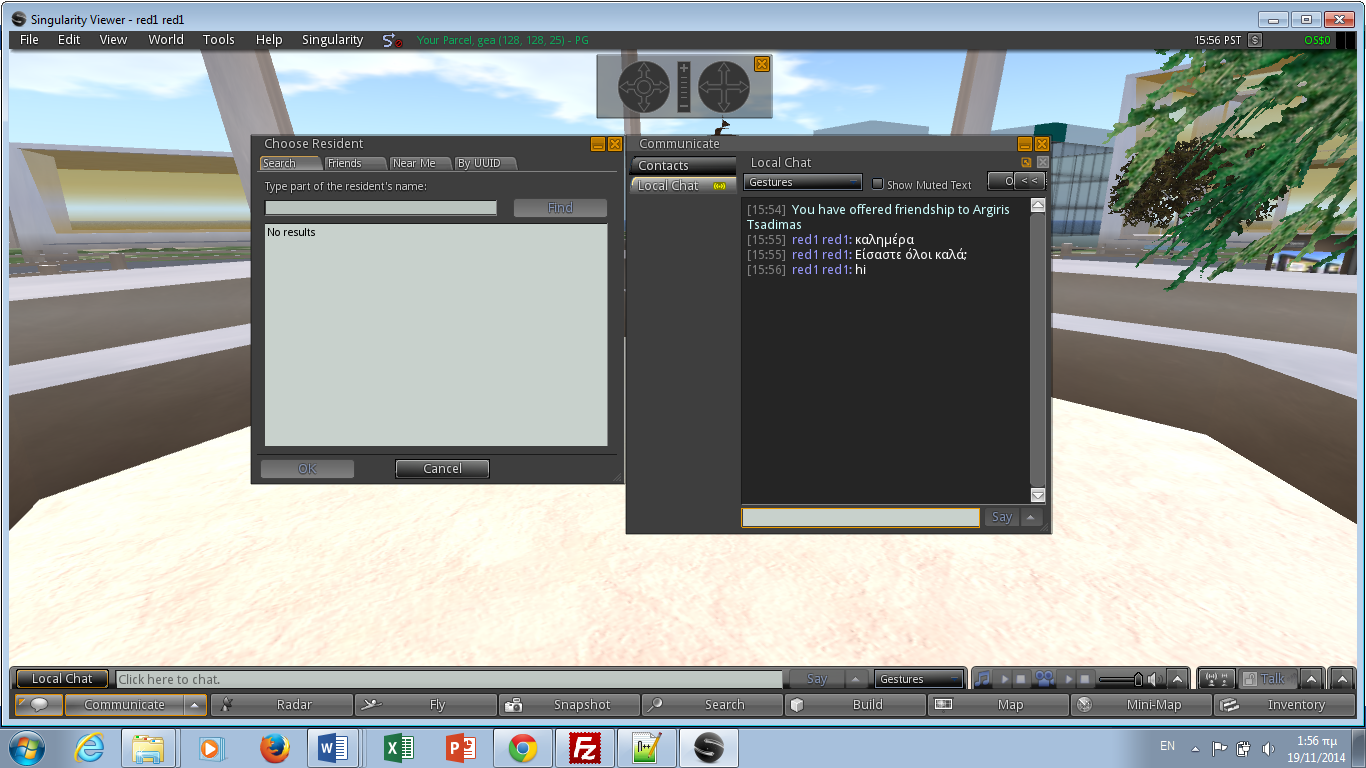 Singularity Viewer - red1 red1
File Edit View World Tools Help Singularity Your Parcel, gea (128, 128, 25) - PG 15:56 PST $ OS$0
Choose Resident
Search Friends Near Me By UUID
Type part of the resident's name:
Find
No results
OK Cancel
Communicate
Contacts
Local Chat
Local Chat
Gestures Show Muted Text O < <
[15:54] You have offered friendship to Argiris
Tsadimas
[15:55] red1 red1: καλημέρα
[15:55] red1 red1: Είσαστε όλοι καλά;
[15:56] red1 red1: hi
Say
Local Chat Click here to chat. Say Gestures Talk
Communicate Radar Fly Snapshot Search Build Map Mini-Map Inventory
EN 1:56 πμ
19/11/2014